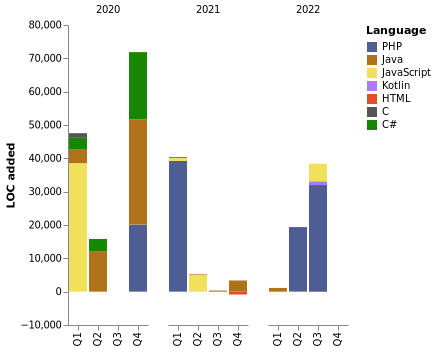 2020 2021 2022
Language
PHP
Java
JavaScript
Kotlin
HTML
C
C#
LOC added
80,000
70,000
60,000
50,000
40,000
30,000
20,000
10,000
0
−10,000
Q1 Q2 Q3 Q4 Q1 Q2 Q3 Q4 Q1 Q2 Q3 Q4